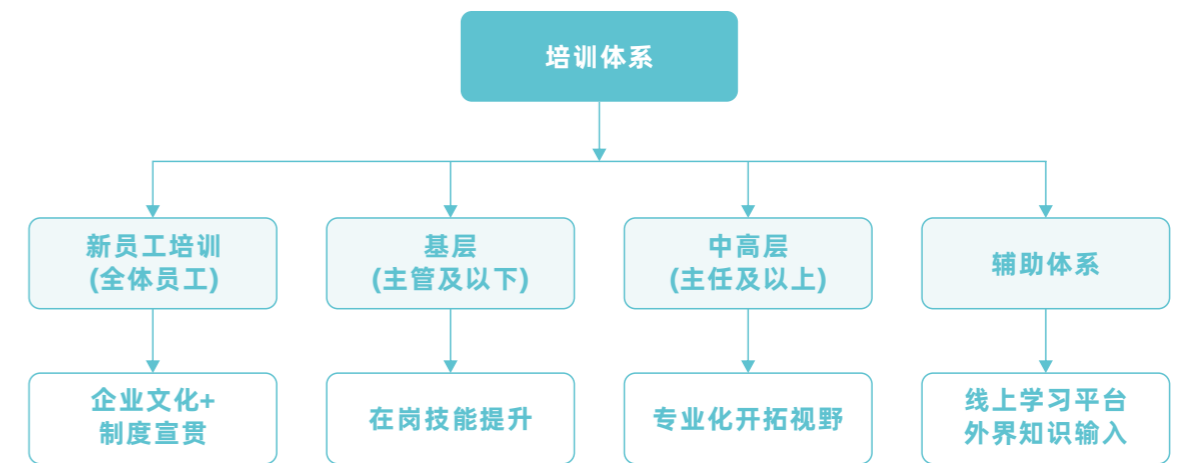 培训体系
新员工培训
(全体员工)
基层
(主管及以下)
中高层
(主任及以上)
辅助体系
企业文化+
制度宣贯
在岗技能提升
专业化开拓视野
线上学习平台
外界知识输入